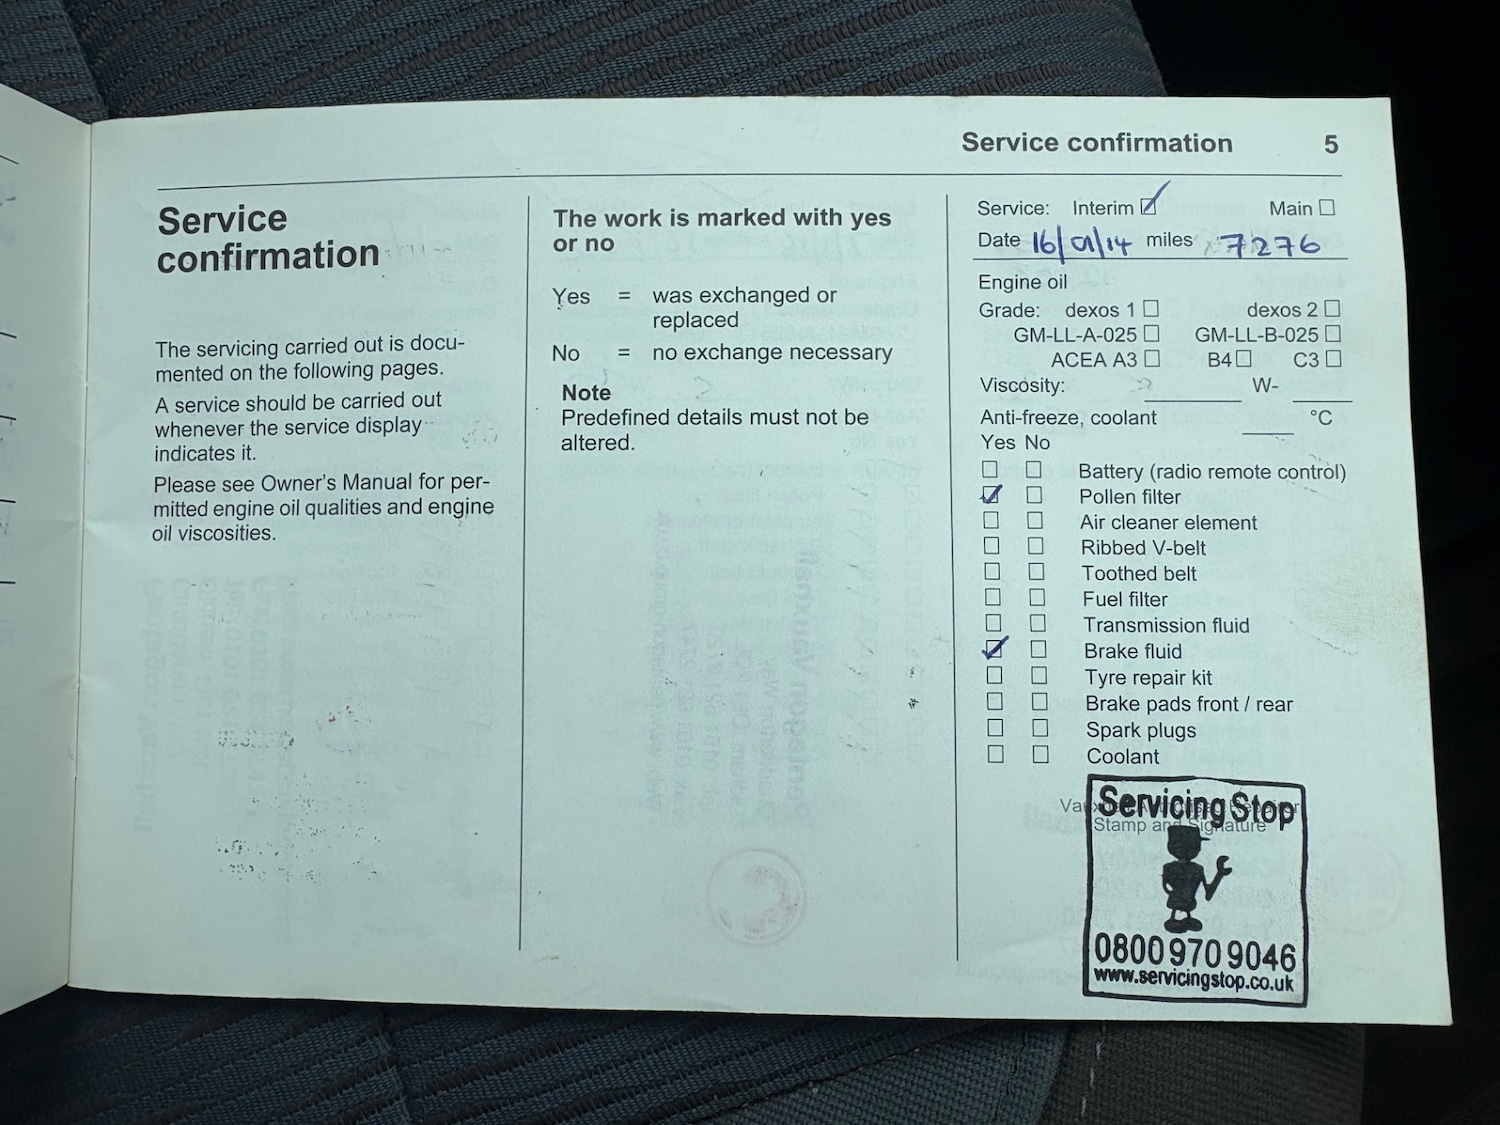 Service confirmation 5
Service
confirmation
The servicing carried out is docu-
mented on the following pages.
A service should be carried out
whenever the service display
indicates it.
Please see Owner's Manual for per-
mitted engine oil qualities and engine
oil viscosities.
The work is marked with yes
or no
Yes = was exchanged or
replaced
No = no exchange necessary
Note
Predefined details must not be
altered.
Service: Interim ☑ Main ☐
Date 16/01/14 miles 7276
Engine oil
Grade: dexos 1 ☐ dexos 2 ☐
GM-LL-A-025 ☐ GM-LL-B-025 ☐
ACEA A3 ☐ B4 ☐ C3 ☐
Viscosity: W-
Anti-freeze, coolant °C
Yes No
☐ ☐ Battery (radio remote control)
☑ ☐ Pollen filter
☐ ☐ Air cleaner element
☐ ☐ Ribbed V-belt
☐ ☐ Toothed belt
☐ ☐ Fuel filter
☐ ☐ Transmission fluid
☑ ☐ Brake fluid
☐ ☐ Tyre repair kit
☐ ☐ Brake pads front / rear
☐ ☐ Spark plugs
☐ ☐ Coolant
Stamp and Signature
Servicing Stop
0800 970 9046
www.servicingstop.co.uk